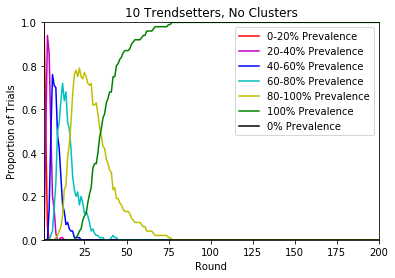 10 Trendsetters, No Clusters
Proportion of Trials
1.0
0.8
0.6
0.4
0.2
0.0
0-20% Prevalence
20-40% Prevalence
40-60% Prevalence
60-80% Prevalence
80-100% Prevalence
100% Prevalence
0% Prevalence
25 50 75 100 125 150 175 200
Round